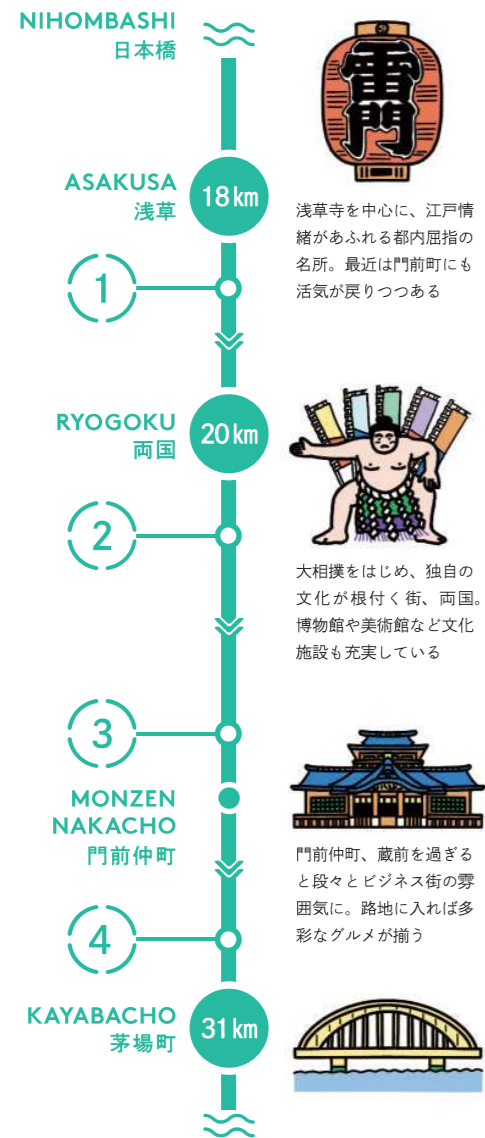 NIHOMBASHI
日本橋
雷門
ASAKUSA
浅草
18km
浅草寺を中心に、江戸情
緒があふれる都内屈指の
名所。最近は門前町にも
活気が戻りつつある
1
RYOGOKU
両国
20km
2
大相撲をはじめ、独自の
文化が根付く街、両国。
博物館や美術館など文化
施設も充実している
3
MONZEN
NAKACHO
門前仲町
門前仲町、蔵前を過ぎる
と段々とビジネス街の雰
囲気に。路地に入れば多
彩なグルメが揃う
4
KAYABACHO
茅場町
31km